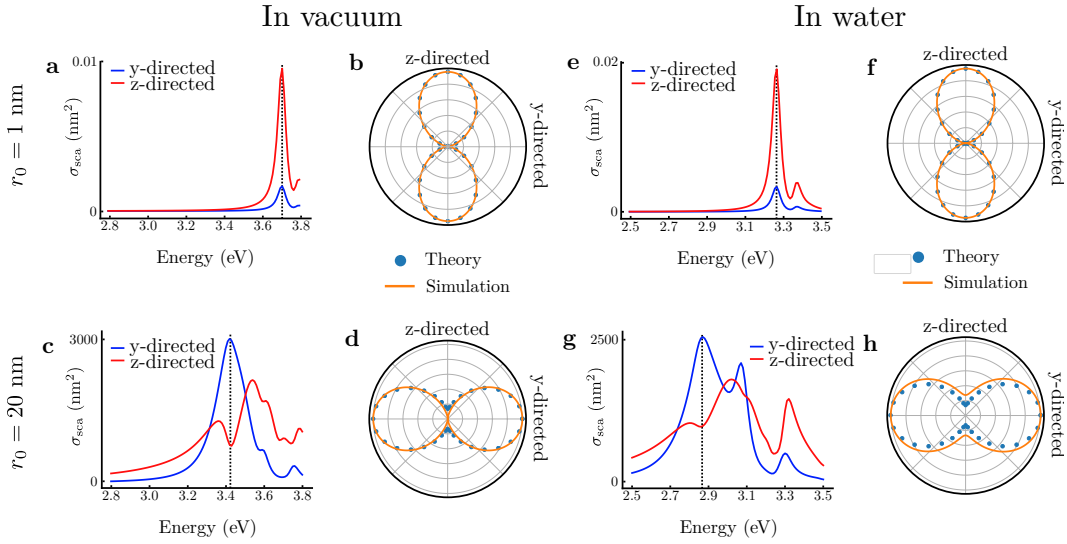 In vacuum
In water
r₀ = 1 nm
a
0.01
0
σsca (nm²)
y-directed
z-directed
2.8
3.0
3.2
3.4
3.6
3.8
Energy (eV)
b
z-directed
y-directed
e
0.02
0
σsca (nm²)
y-directed
z-directed
2.5
2.7
2.9
3.1
3.3
3.5
Energy (eV)
f
z-directed
y-directed
Theory
Simulation
Theory
Simulation
r₀ = 20 nm
c
3000
0
σsca (nm²)
y-directed
z-directed
2.8
3.0
3.2
3.4
3.6
3.8
Energy (eV)
d
z-directed
y-directed
g
2500
0
σsca (nm²)
y-directed
z-directed
2.5
2.7
2.9
3.1
3.3
3.5
Energy (eV)
h
z-directed
y-directed